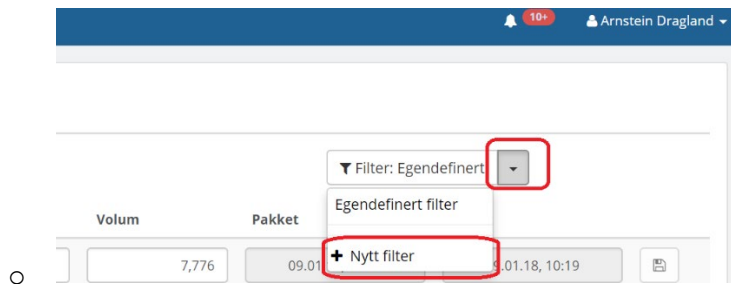 10+ Arnstein Dragland
Filter: Egendefinert
Egendefinert filter
Volum Pakket
+ Nytt filter
7,776 09.01 .01.18, 10:19